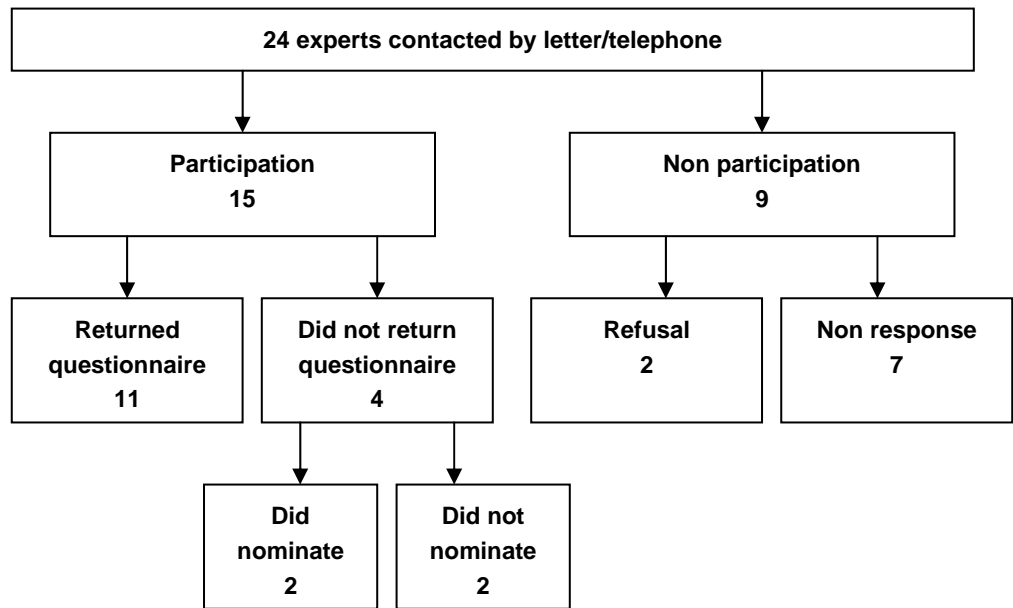 24 experts contacted by letter/telephone
Participation
15
Non participation
9
Returned
questionnaire
11
Did not return
questionnaire
4
Refusal
2
Non response
7
Did
nominate
2
Did not
nominate
2